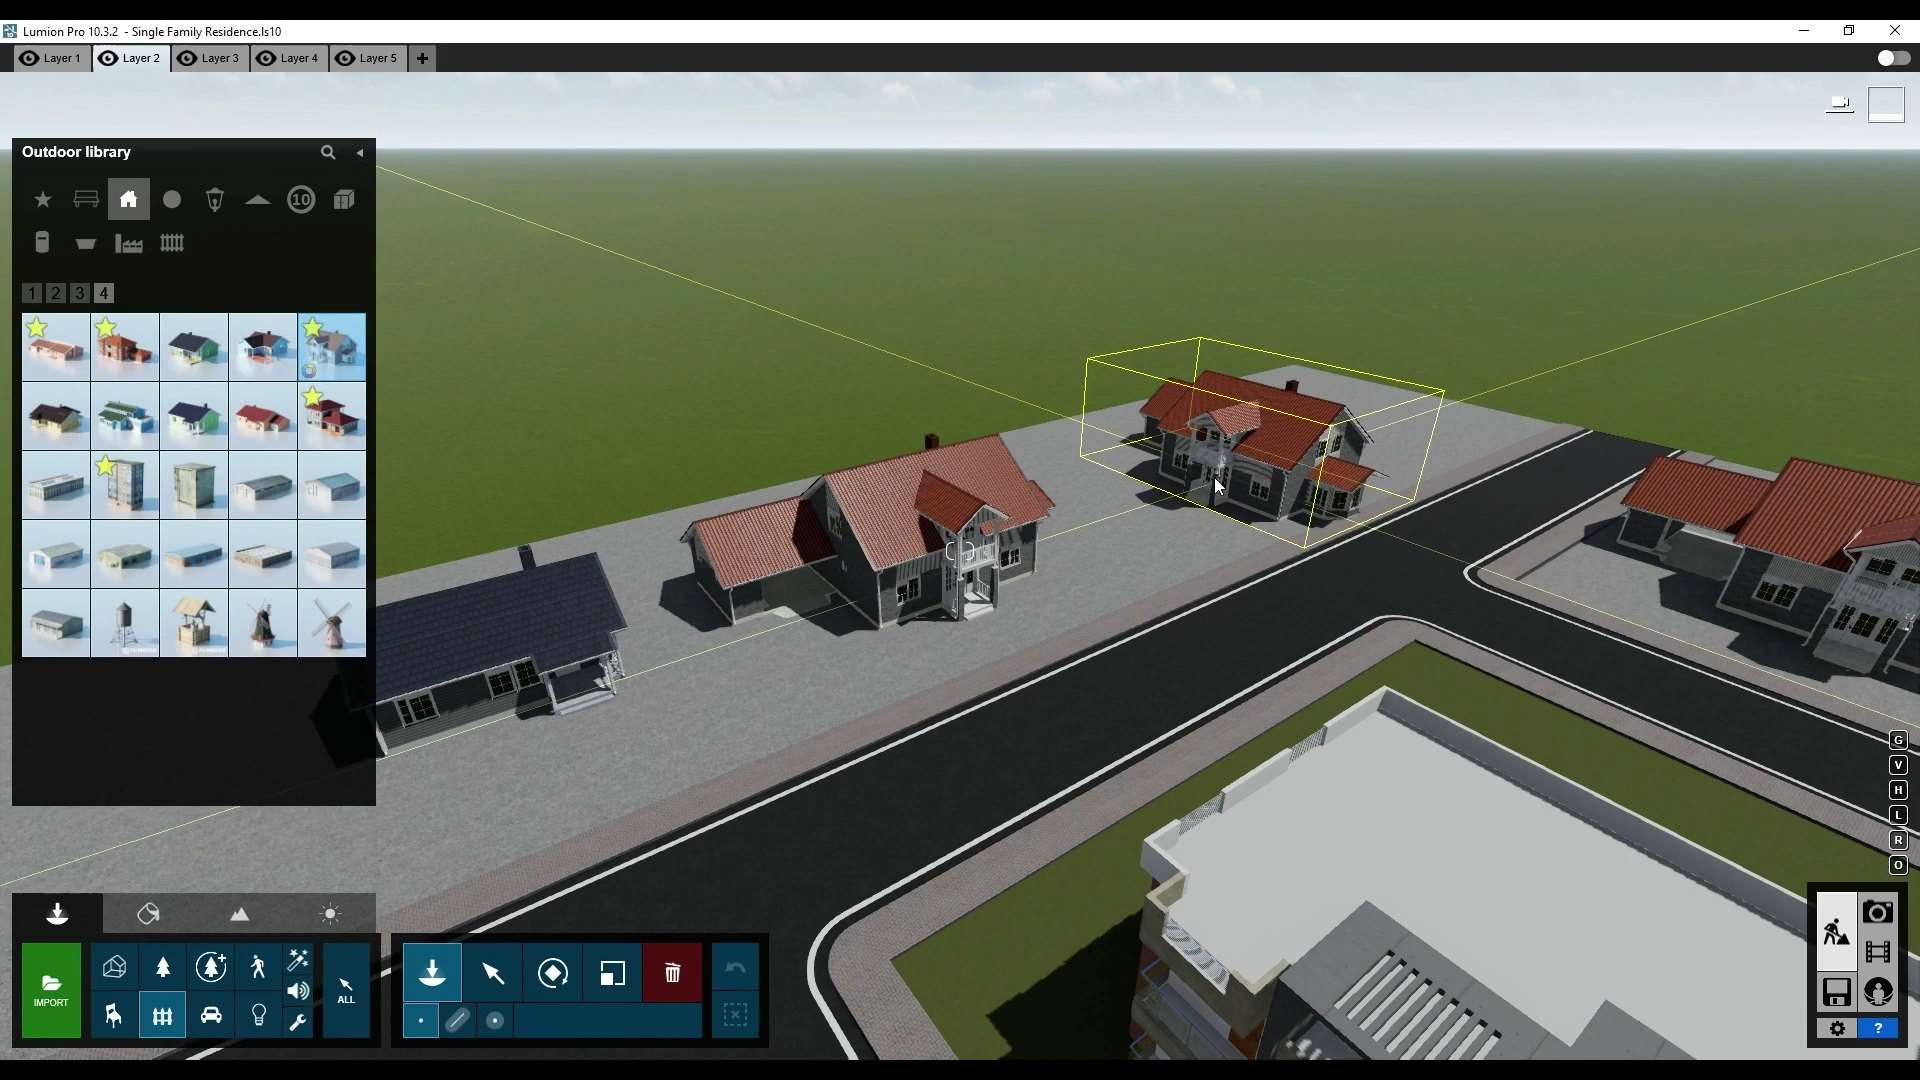 Lumion Pro 10.3.2 - Single Family Residence.ls10
Layer 1 Layer 2 Layer 3 Layer 4 Layer 5 +
Outdoor library
10
1 2 3 4
G
V
H
L
R
O
IMPORT
ALL
?